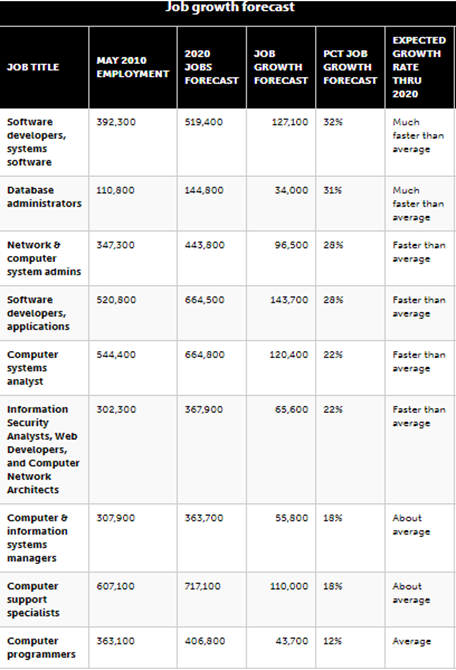 Job growth forecast
JOB TITLE
MAY 2010
EMPLOYMENT
2020
JOBS
FORECAST
JOB
GROWTH
FORECAST
PCT JOB
GROWTH
FORECAST
EXPECTED
GROWTH
RATE
THRU
2020
Software
developers,
systems
software
392,300
519,400
127,100
32%
Much
faster than
average
Database
administrators
110,800
144,800
34,000
31%
Much
faster than
average
Network &
computer
system admins
347,300
443,800
96,500
28%
Faster than
average
Software
developers,
applications
520,800
664,500
143,700
28%
Faster than
average
Computer
systems
analyst
544,400
664,800
120,400
22%
Faster than
average
Information
Security
Analysts, Web
Developers,
and Computer
Network
Architects
302,300
367,900
65,600
22%
Faster than
average
Computer &
information
systems
managers
307,900
363,700
55,800
18%
About
average
Computer
support
specialists
607,100
717,100
110,000
18%
About
average
Computer
programmers
363,100
406,800
43,700
12%
Average